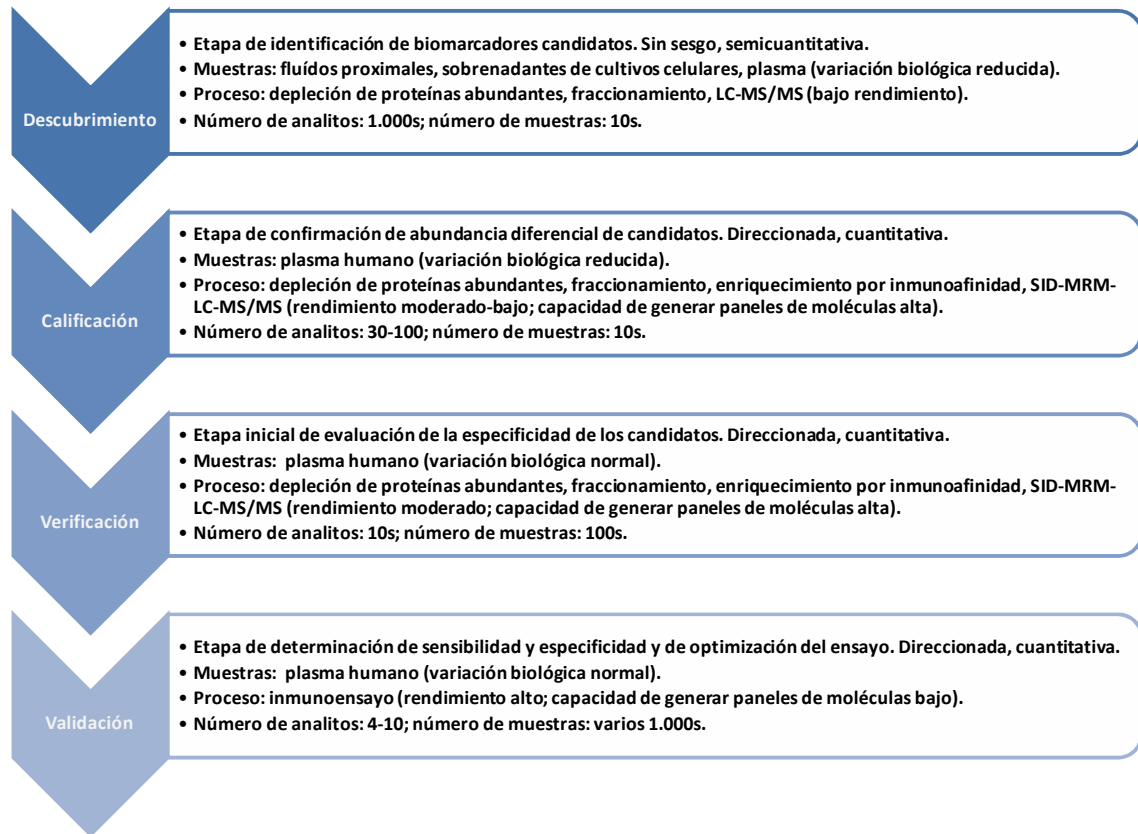 Descubrimiento
• Etapa de identificación de biomarcadores candidatos. Sin sesgo, semicuantitativa.
• Muestras: fluídos proximales, sobrenadantes de cultivos celulares, plasma (variación biológica reducida).
• Proceso: depleción de proteínas abundantes, fraccionamiento, LC-MS/MS (bajo rendimiento).
• Número de analitos: 1.000s; número de muestras: 10s.
Calificación
• Etapa de confirmación de abundancia diferencial de candidatos. Direccionada, cuantitativa.
• Muestras: plasma humano (variación biológica reducida).
• Proceso: depleción de proteínas abundantes, fraccionamiento, enriquecimiento por inmunoafinidad, SID-MRM-
LC-MS/MS (rendimiento moderado-bajo; capacidad de generar paneles de moléculas alta).
• Número de analitos: 30-100; número de muestras: 10s.
Verificación
• Etapa inicial de evaluación de la especificidad de los candidatos. Direccionada, cuantitativa.
• Muestras: plasma humano (variación biológica normal).
• Proceso: depleción de proteínas abundantes, fraccionamiento, enriquecimiento por inmunoafinidad, SID-MRM-
LC-MS/MS (rendimiento moderado; capacidad de generar paneles de moléculas alta).
• Número de analitos: 10s; número de muestras: 100s.
Validación
• Etapa de determinación de sensibilidad y especificidad y de optimización del ensayo. Direccionada, cuantitativa.
• Muestras: plasma humano (variación biológica normal).
• Proceso: inmunoensayo (rendimiento alto; capacidad de generar paneles de moléculas bajo).
• Número de analitos: 4-10; número de muestras: varios 1.000s.